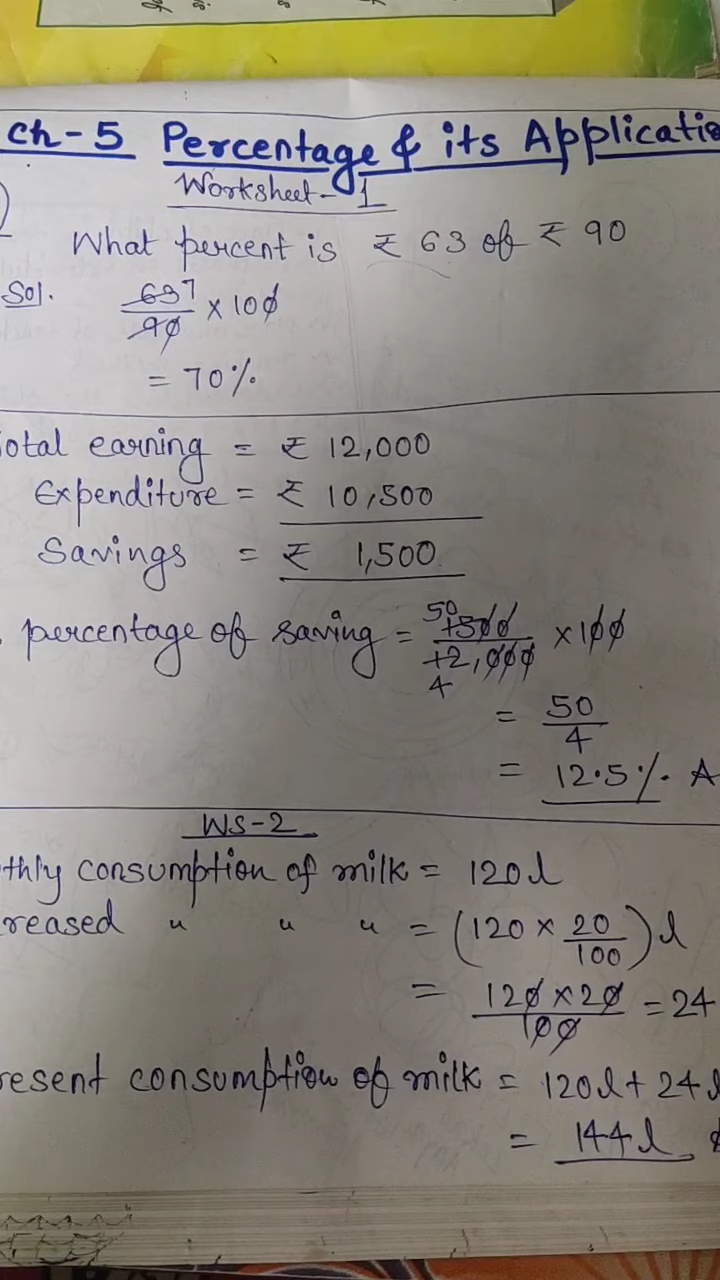 ch-5 Percentage & its Applicatio
Worksheet-1
What percent is ₹ 63 of ₹ 90
Sol. 63 7/90 × 100
= 70%
otal earning = ₹ 12,000
Expenditure = ₹ 10,500
Savings = ₹ 1,500
percentage of saving = 50 1500/12,000 4 × 100
= 50/4
= 12.5% A
WS-2
thly consumption of milk = 120l
reased " " " = (120 × 20/100) l
= 120 × 20/100 = 24
resent consumption of milk = 120l + 24l
= 144l